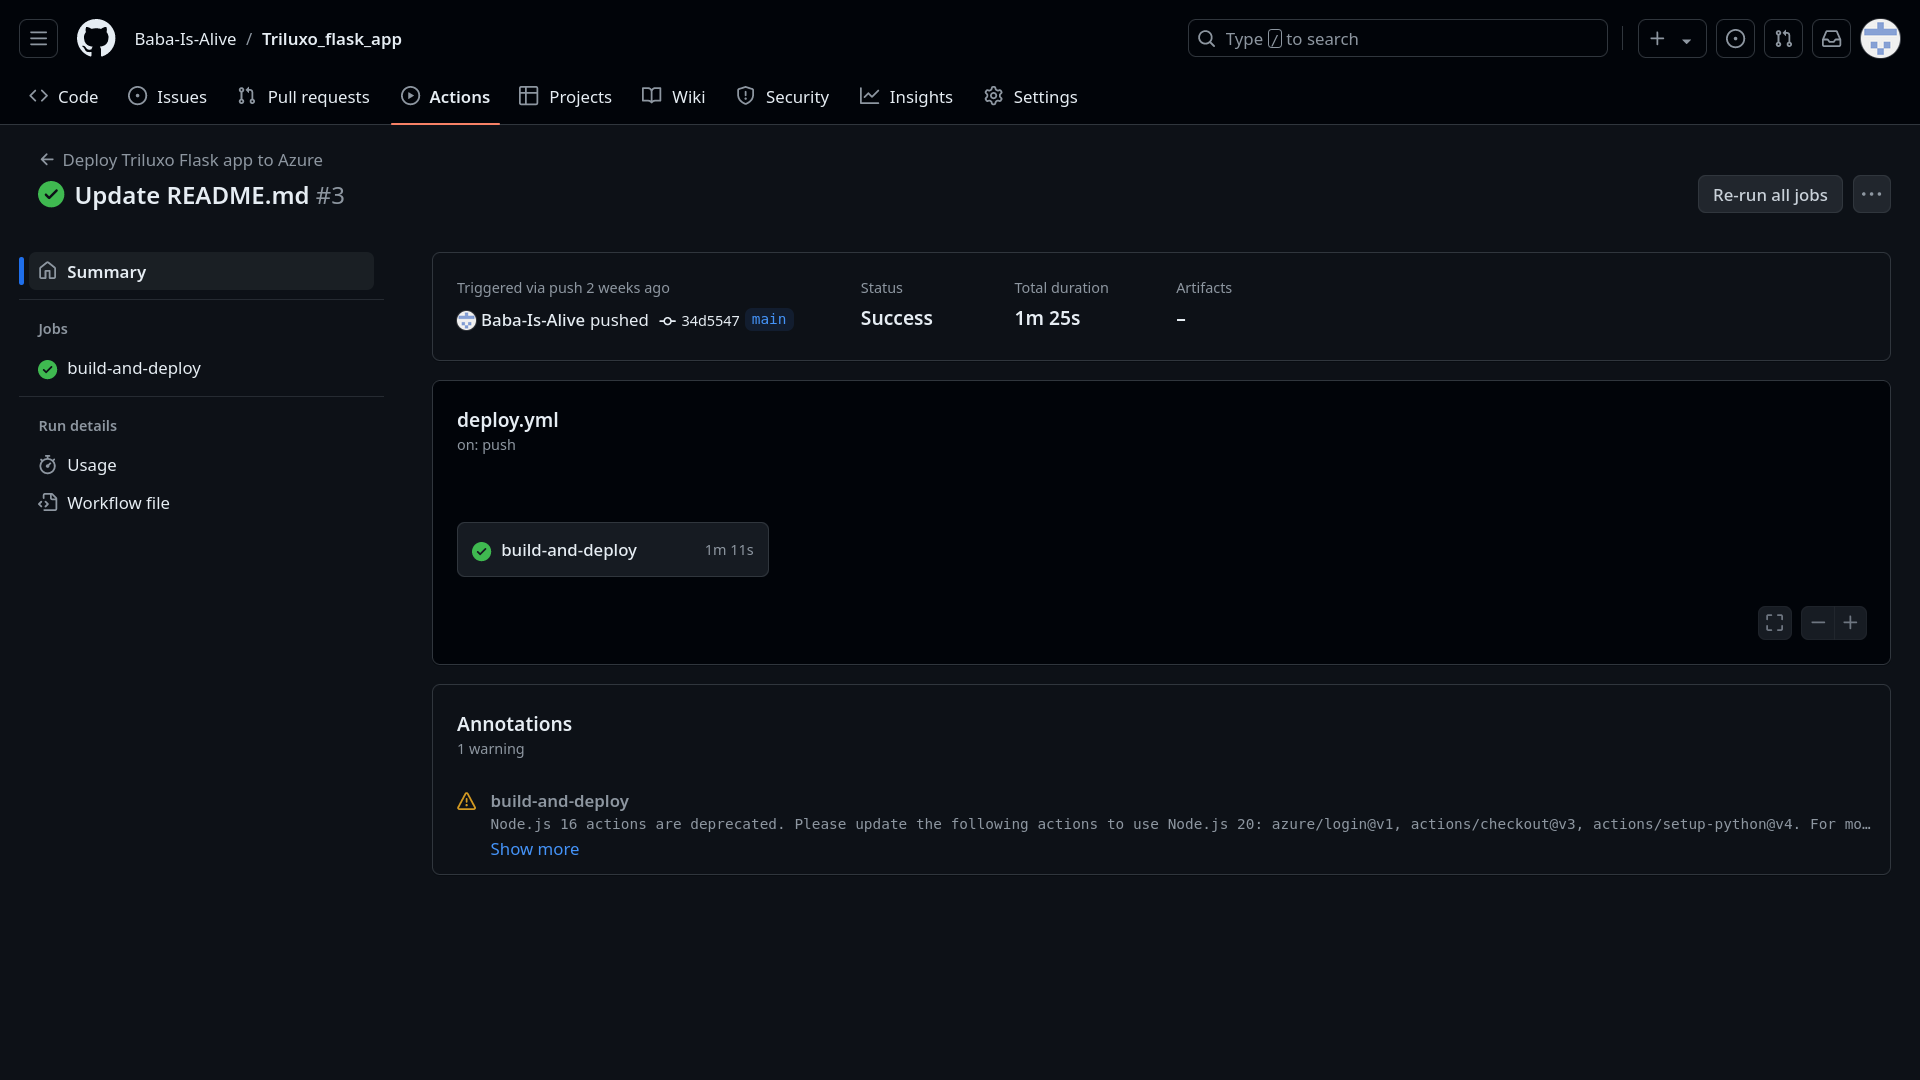 Baba-Is-Alive / Triluxo_flask_app
Type / to search
Code Issues Pull requests Actions Projects Wiki Security Insights Settings
Deploy Triluxo Flask app to Azure
Update README.md #3
Re-run all jobs
Summary
Jobs
build-and-deploy
Run details
Usage
Workflow file
Triggered via push 2 weeks ago
Baba-Is-Alive pushed 34d5547 main
Status
Success
Total duration
1m 25s
Artifacts
–
deploy.yml
on: push
build-and-deploy 1m 11s
Annotations
1 warning
build-and-deploy
Node.js 16 actions are deprecated. Please update the following actions to use Node.js 20: azure/login@v1, actions/checkout@v3, actions/setup-python@v4. For mo…
Show more